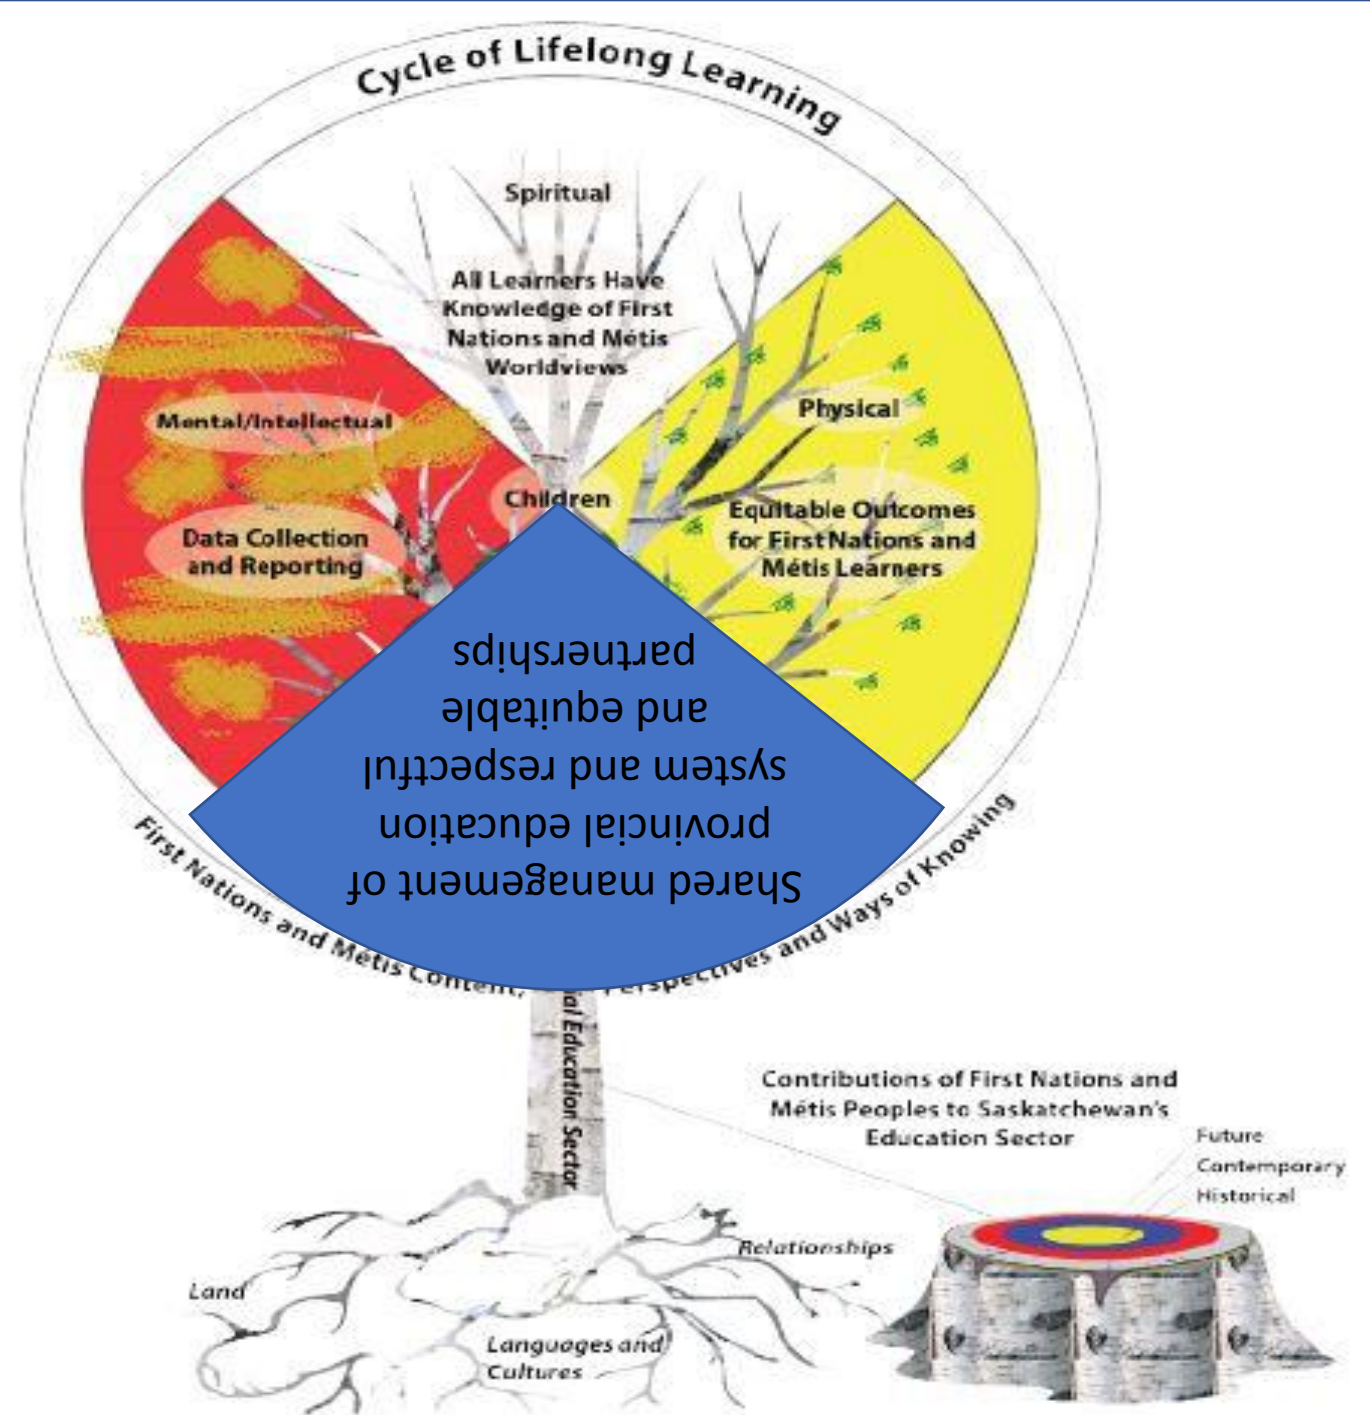 Cycle of Lifelong Learning
Spiritual
All Learners Have
Knowledge of First
Nations and Métis
Worldviews
Mental/Intellectual
Data Collection
and Reporting
Children
Physical
Equitable Outcomes
for First Nations and
Métis Learners
Shared management of
provincial education
system and respectful
and equitable
partnerships
First Nations and Métis Content, Perspectives and Ways of Knowing
Education Sector
Contributions of First Nations and
Métis Peoples to Saskatchewan's
Education Sector
Future
Contemporary
Historical
Relationships
Land
Languages and
Cultures